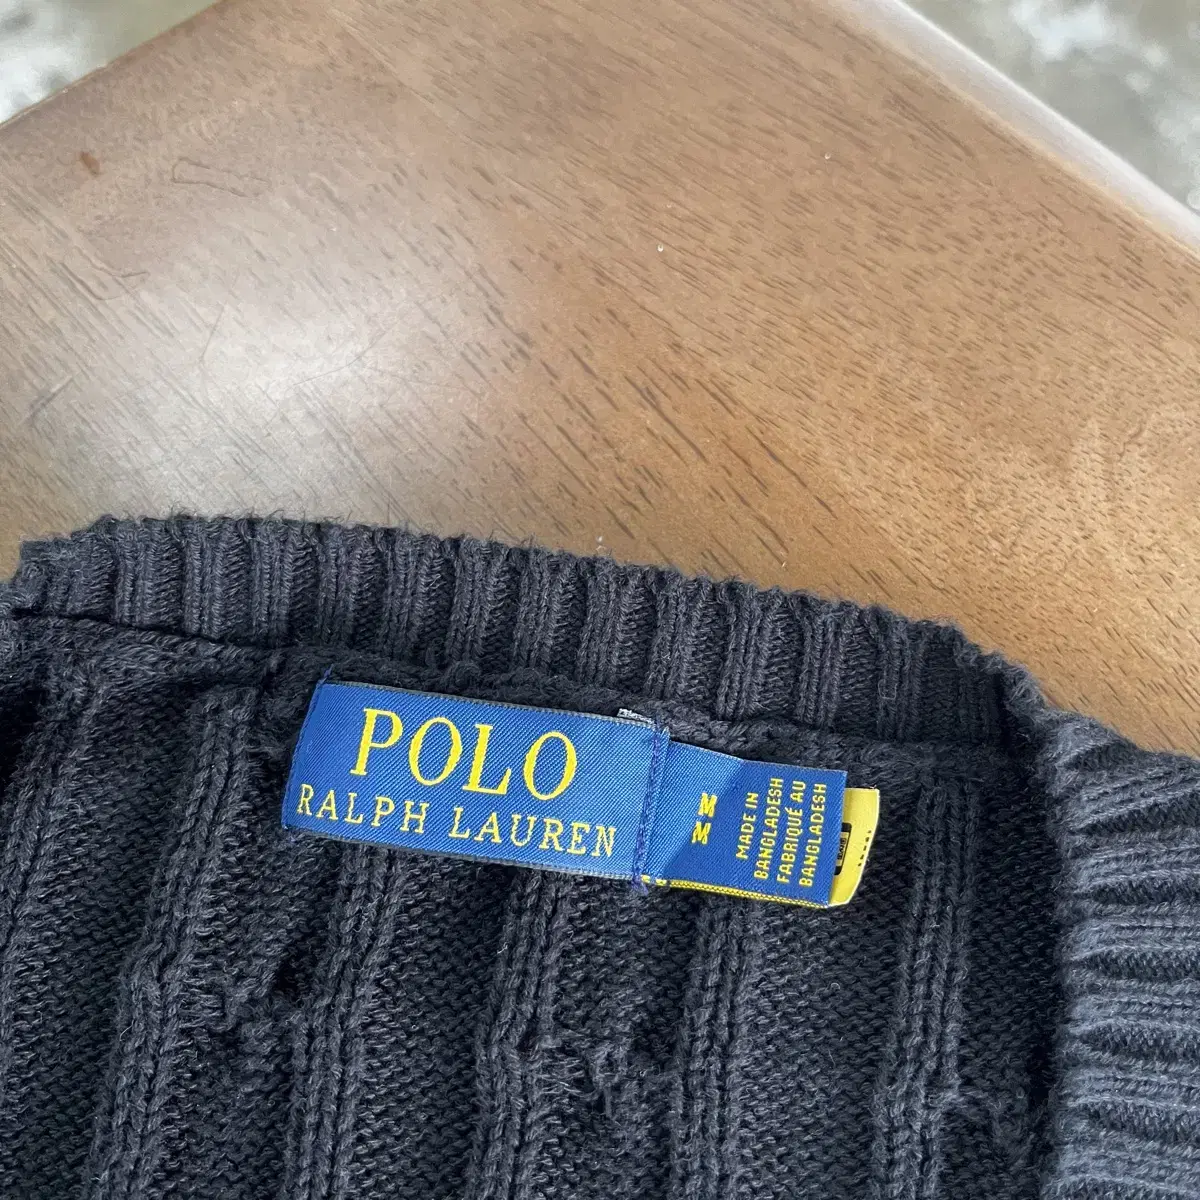 POLO
RALPH LAUREN
M
M
MADE IN
BANGLADESH
FABRIQUÉ AU
BANGLADESH